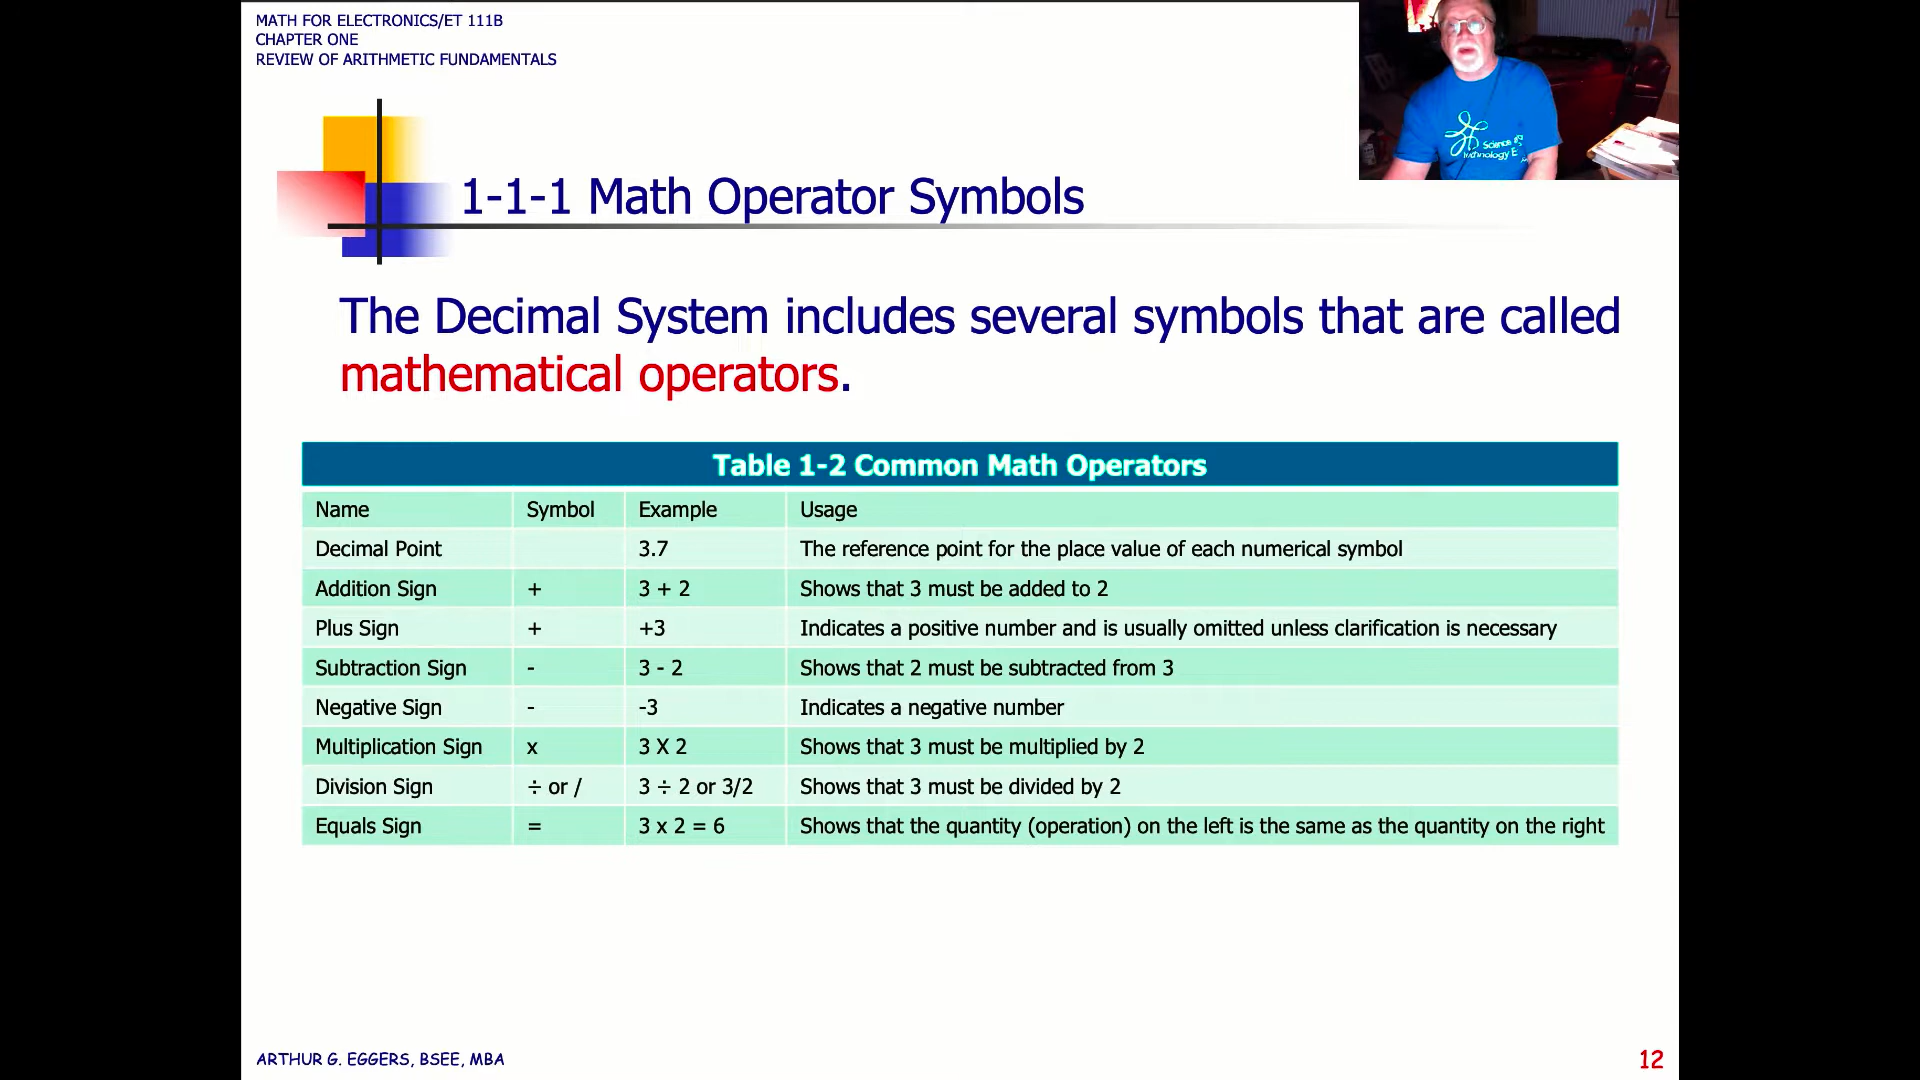 MATH FOR ELECTRONICS/ET 111B
CHAPTER ONE
REVIEW OF ARITHMETIC FUNDAMENTALS
1-1-1 Math Operator Symbols
The Decimal System includes several symbols that are called
mathematical operators.
Table 1-2 Common Math Operators
Name Symbol Example Usage
Decimal Point 3.7 The reference point for the place value of each numerical symbol
Addition Sign + 3 + 2 Shows that 3 must be added to 2
Plus Sign + +3 Indicates a positive number and is usually omitted unless clarification is necessary
Subtraction Sign - 3 - 2 Shows that 2 must be subtracted from 3
Negative Sign - -3 Indicates a negative number
Multiplication Sign x 3 X 2 Shows that 3 must be multiplied by 2
Division Sign ÷ or / 3 ÷ 2 or 3/2 Shows that 3 must be divided by 2
Equals Sign = 3 x 2 = 6 Shows that the quantity (operation) on the left is the same as the quantity on the right
Science
Technology
ARTHUR G. EGGERS, BSEE, MBA
12